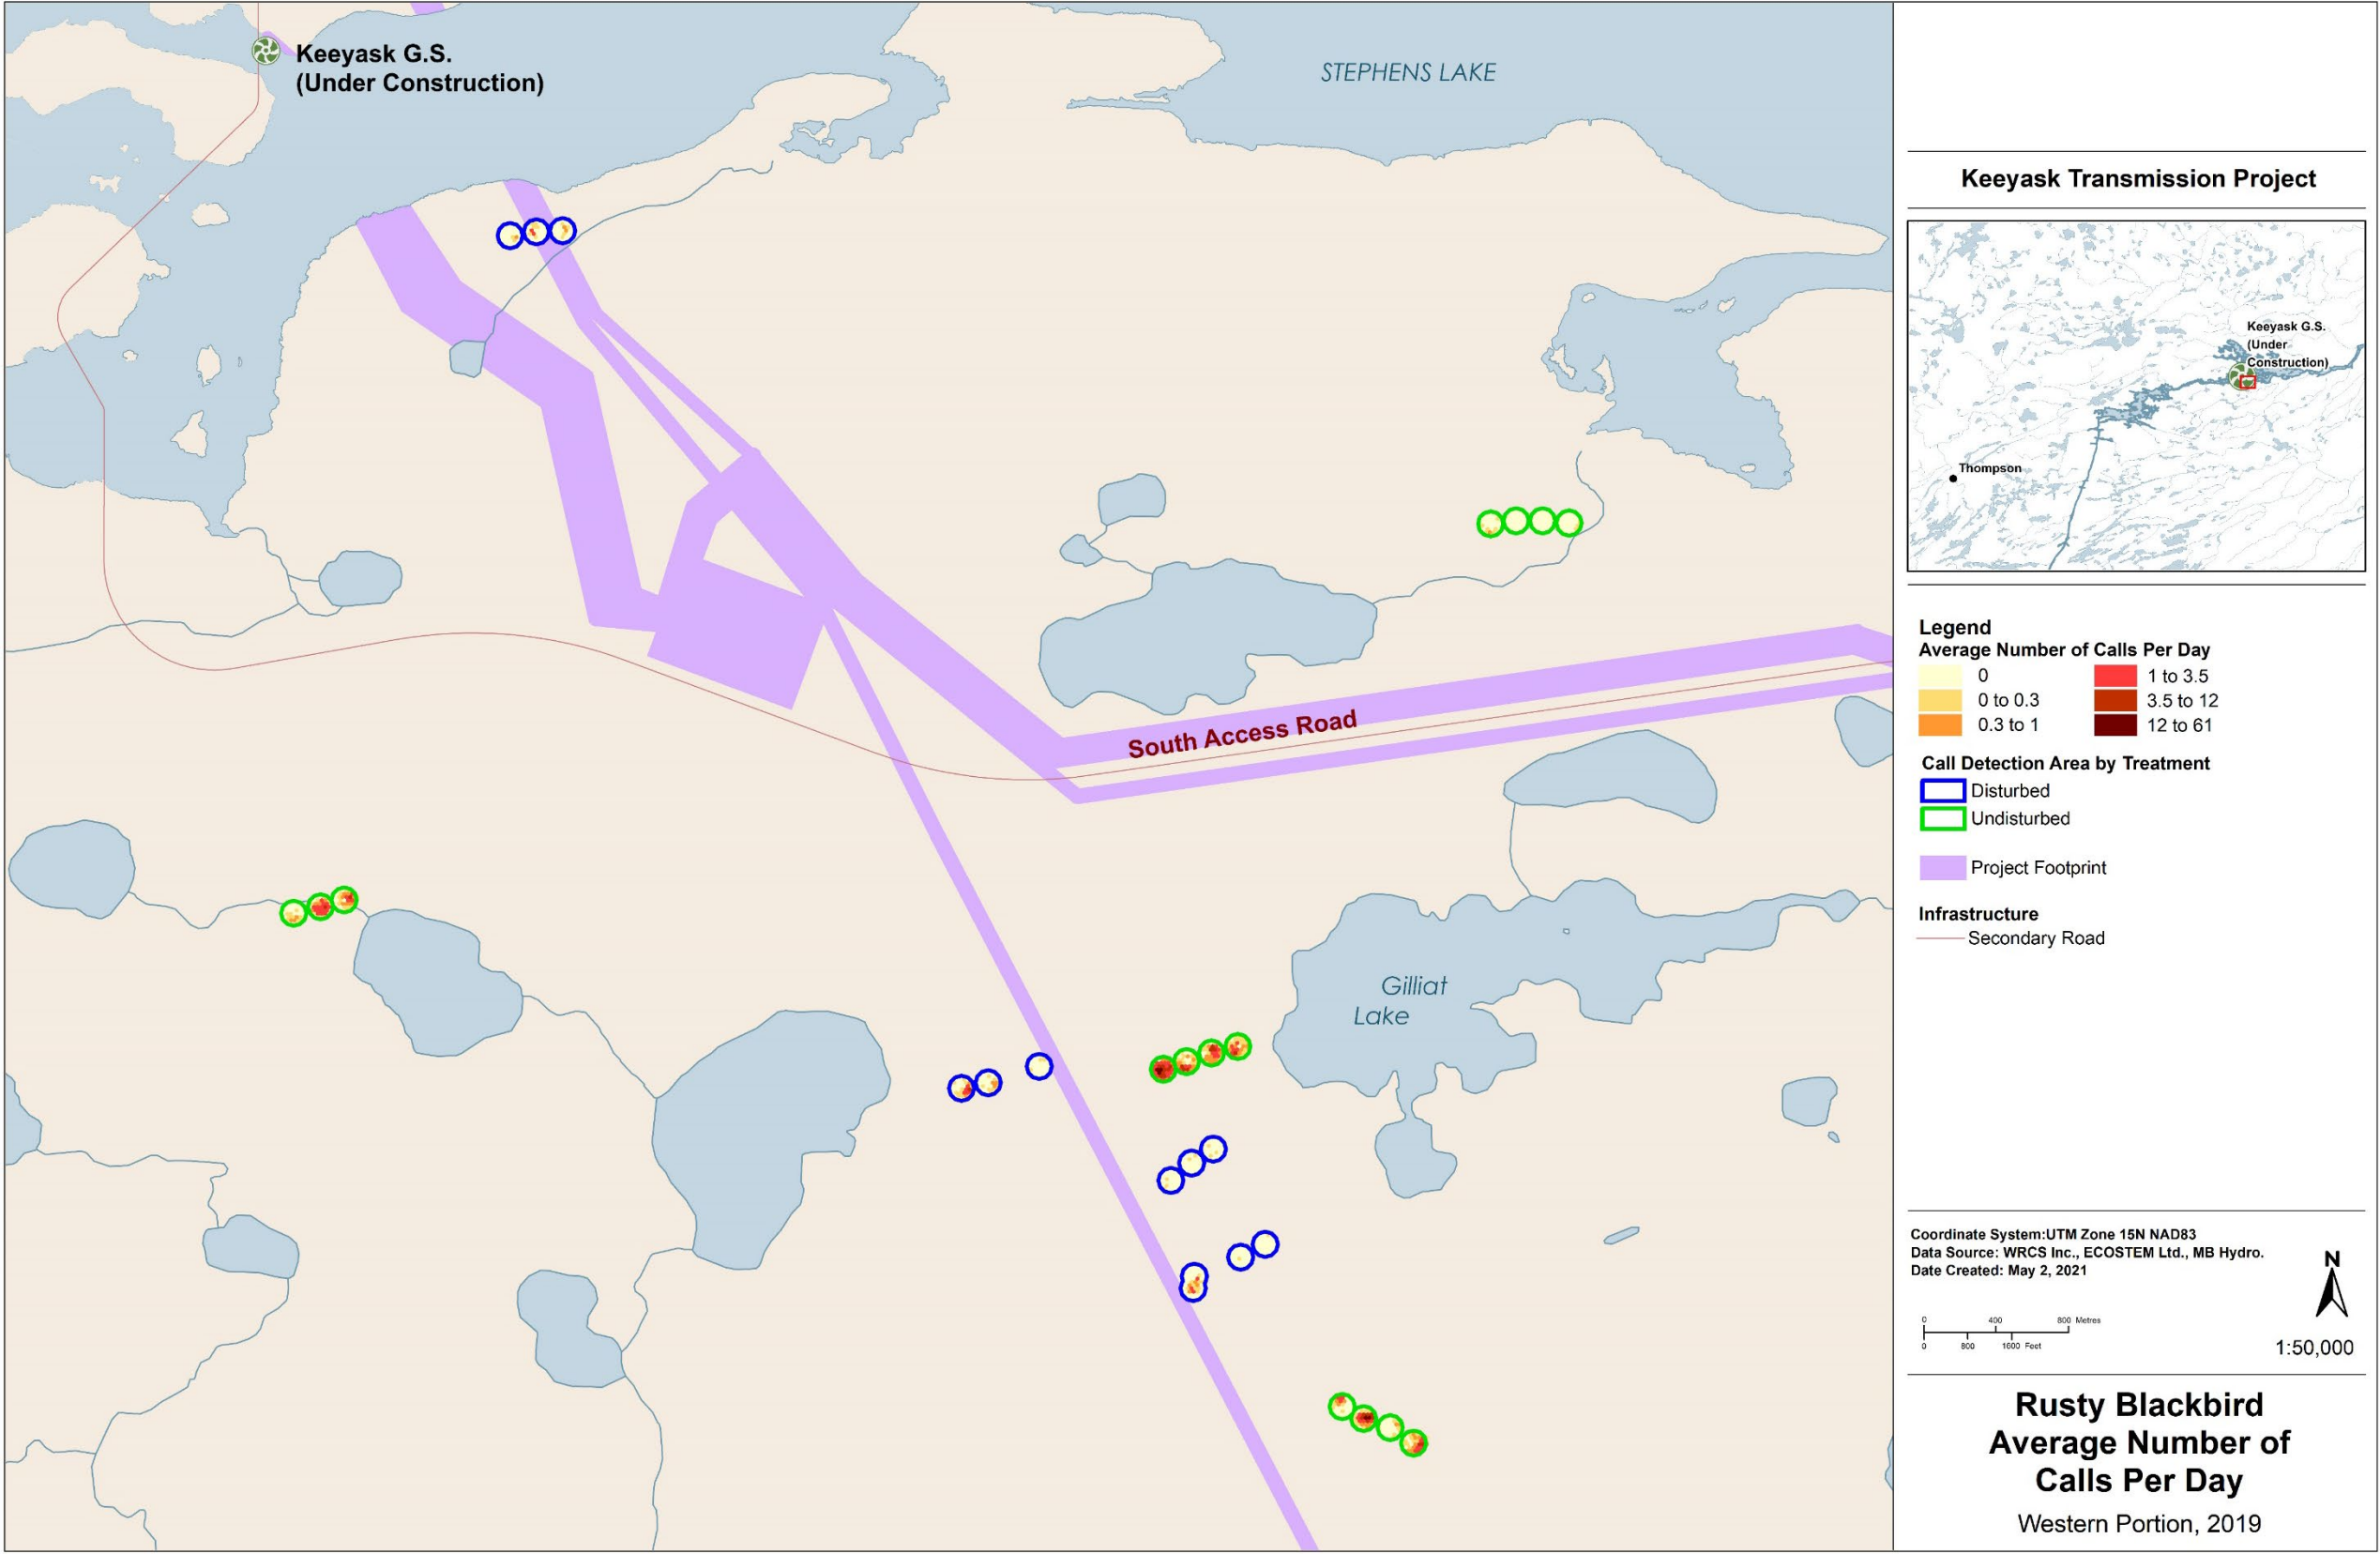 Keeyask G.S.
(Under Construction)
STEPHENS LAKE
South Access Road
Gilliat
Lake
Keeyask Transmission Project
Keeyask G.S.
(Under
Construction)
Thompson
Legend
Average Number of Calls Per Day
0
0 to 0.3
0.3 to 1
1 to 3.5
3.5 to 12
12 to 61
Call Detection Area by Treatment
Disturbed
Undisturbed
Project Footprint
Infrastructure
Secondary Road
Coordinate System:UTM Zone 15N NAD83
Data Source: WRCS Inc., ECOSTEM Ltd., MB Hydro.
Date Created: May 2, 2021
N
0 400 800 Metres
0 800 1600 Feet
1:50,000
Rusty Blackbird
Average Number of
Calls Per Day
Western Portion, 2019